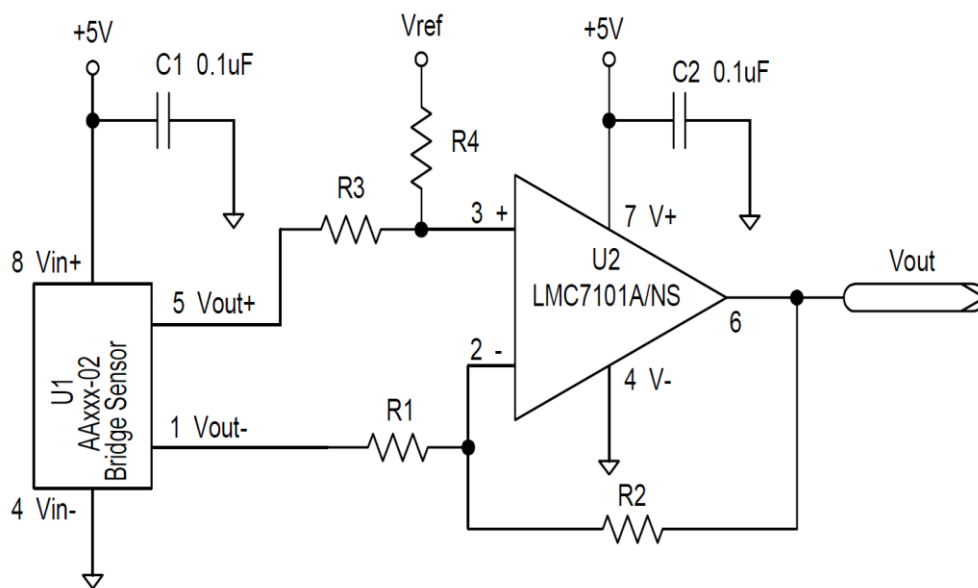 +5V
Vref
+5V
C1 0.1uF
C2 0.1uF
R4
R3
3 +
7 V+
U2
LMC7101A/NS
Vout
8 Vin+
5 Vout+
6
2 -
4 V-
U1
AAxxx-02
Bridge Sensor
R1
1 Vout-
R2
4 Vin-